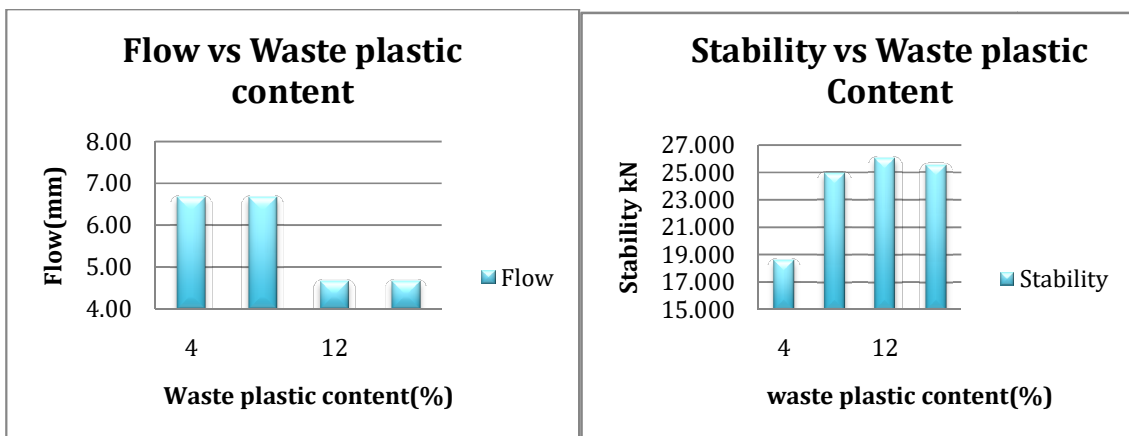 Flow vs Waste plastic
content
8.00
7.00
6.00
5.00
4.00
Flow(mm)
4 12
Waste plastic content(%)
Flow
Stability vs Waste plastic
Content
27.000
25.000
23.000
21.000
19.000
17.000
15.000
Stability kN
4 12
waste plastic content(%)
Stability